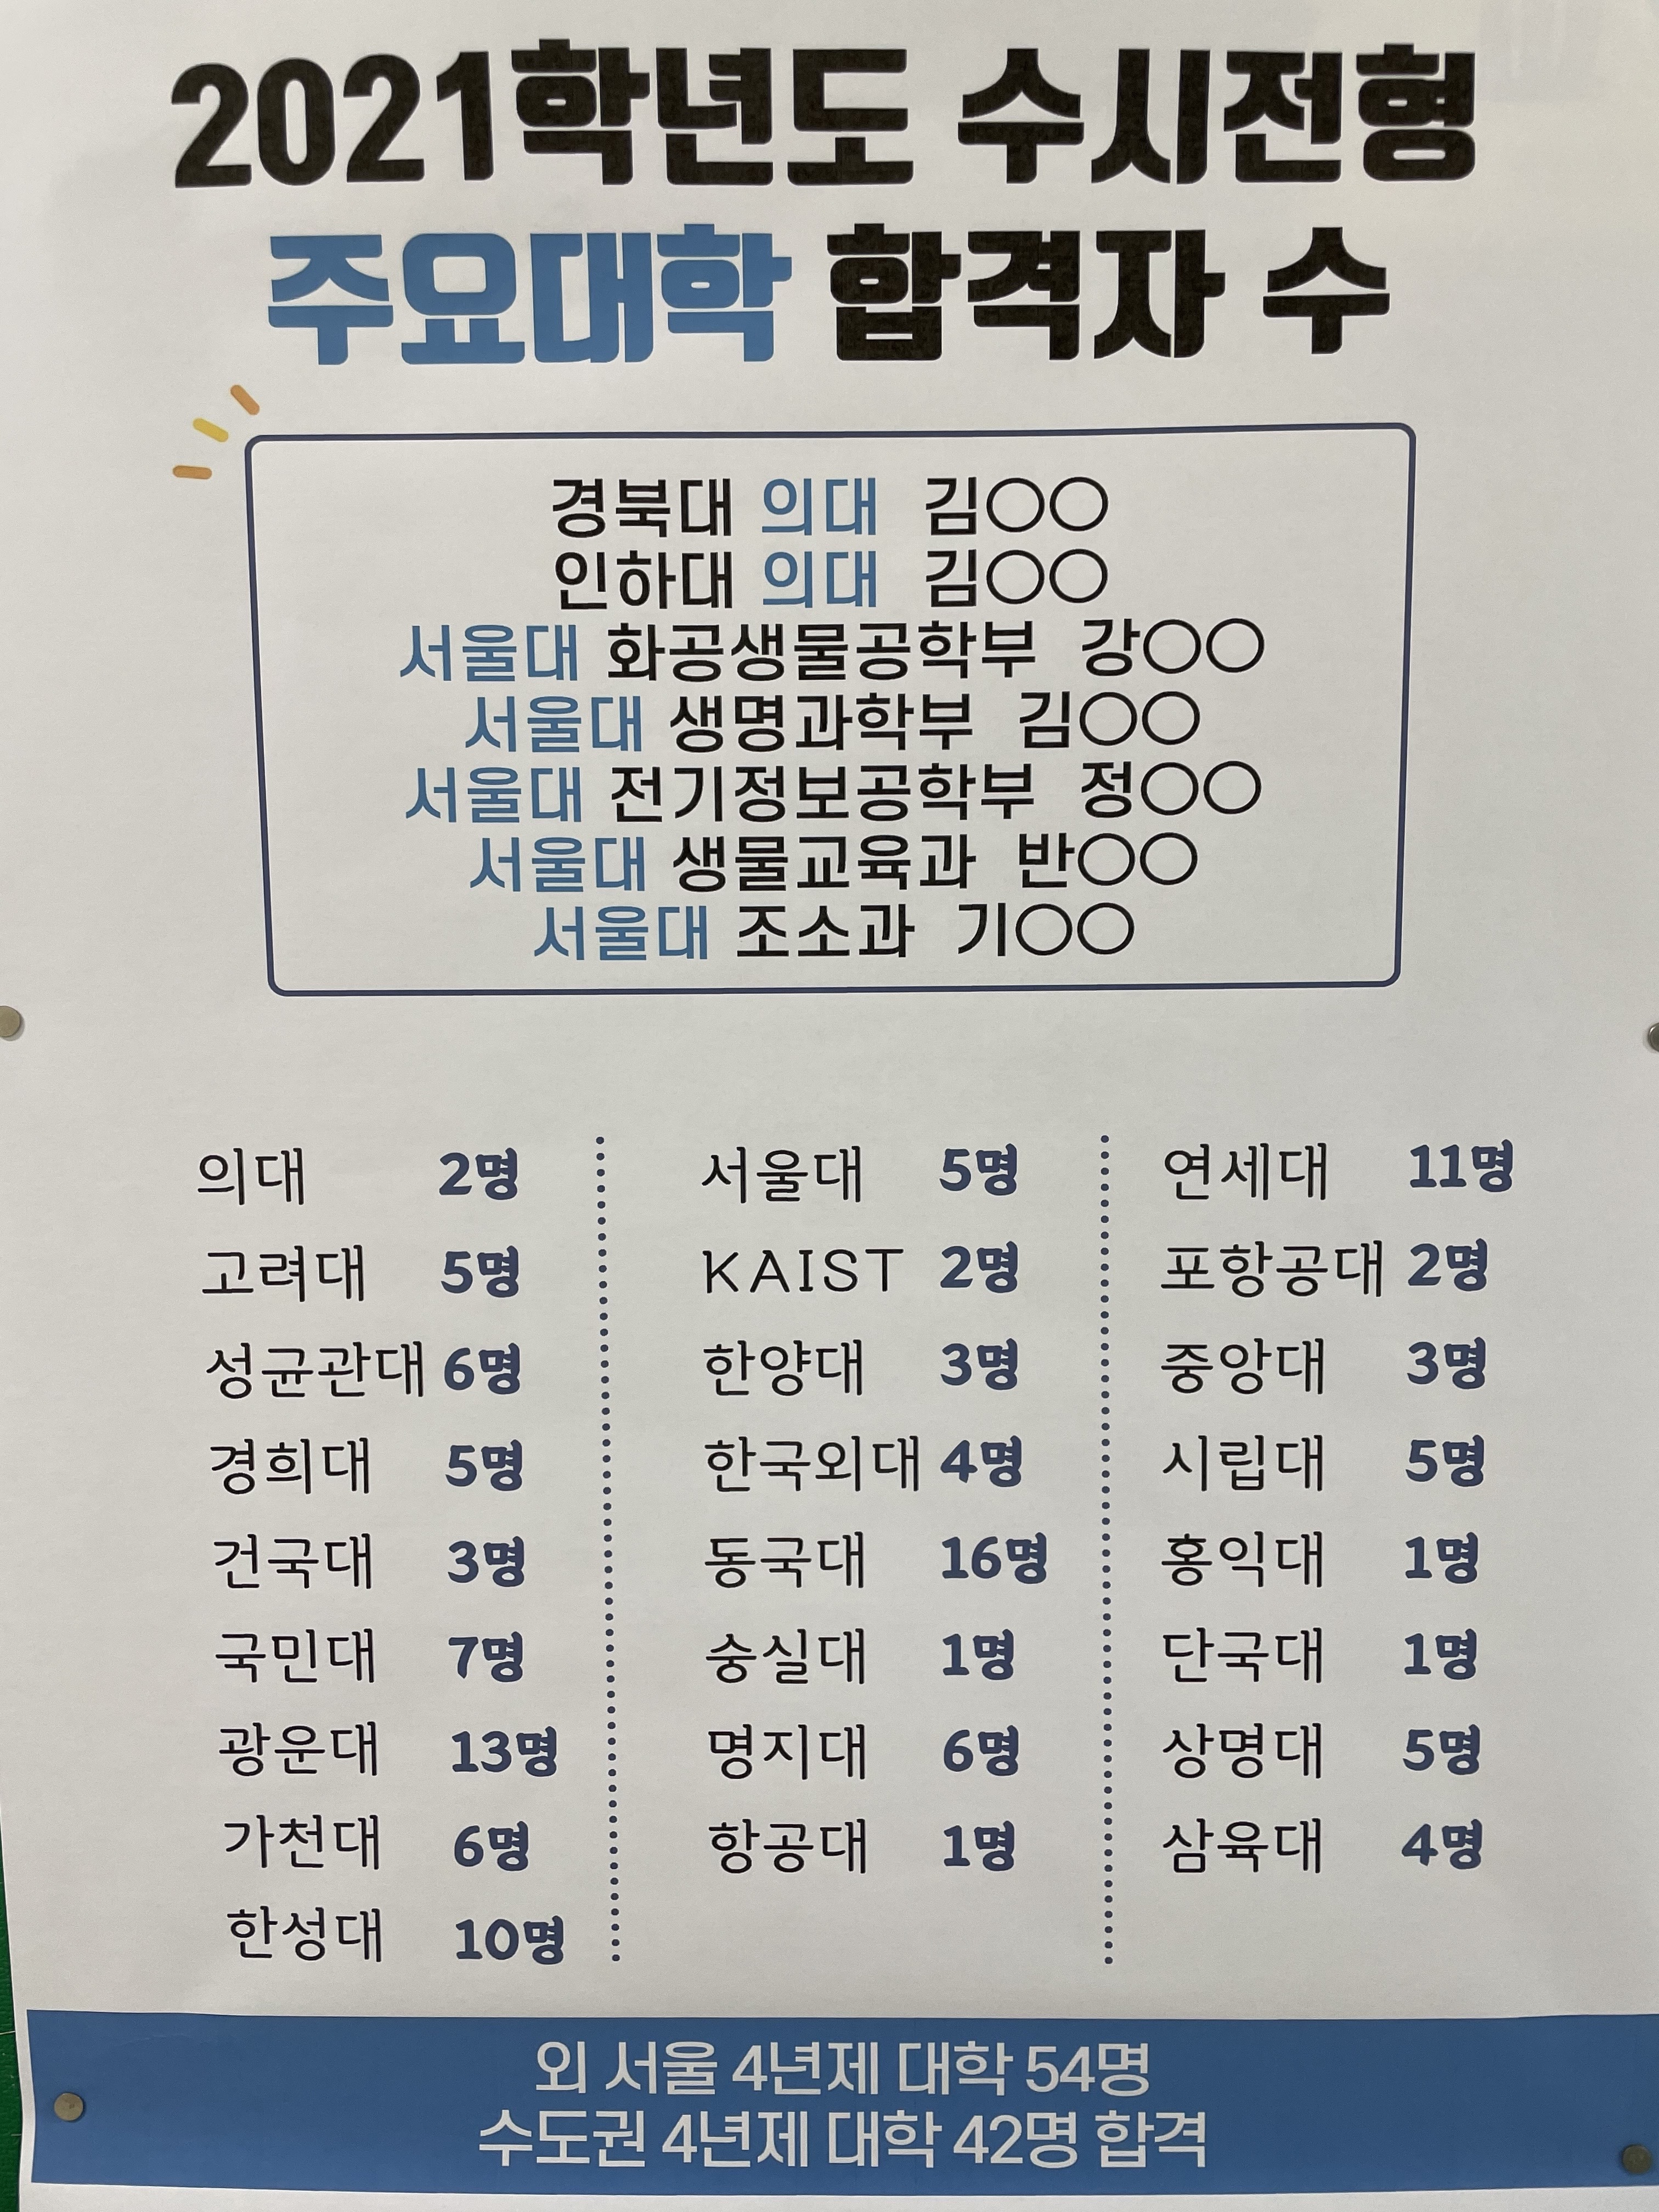 2021학년도 수시전형
주요대학 합격자 수
경북대 의대 김○○
인하대 의대 김○○
서울대 화공생물공학부 강○○
서울대 생명과학부 김○○
서울대 전기정보공학부 정○○
서울대 생물교육과 반○○
서울대 조소과 기○○
의대 2명 서울대 5명 연세대 11명
고려대 5명 KAIST 2명 포항공대 2명
성균관대 6명 한양대 3명 중앙대 3명
경희대 5명 한국외대 4명 시립대 5명
건국대 3명 동국대 16명 홍익대 1명
국민대 7명 숭실대 1명 단국대 1명
광운대 13명 명지대 6명 상명대 5명
가천대 6명 항공대 1명 삼육대 4명
한성대 10명
외 서울 4년제 대학 54명
수도권 4년제 대학 42명 합격